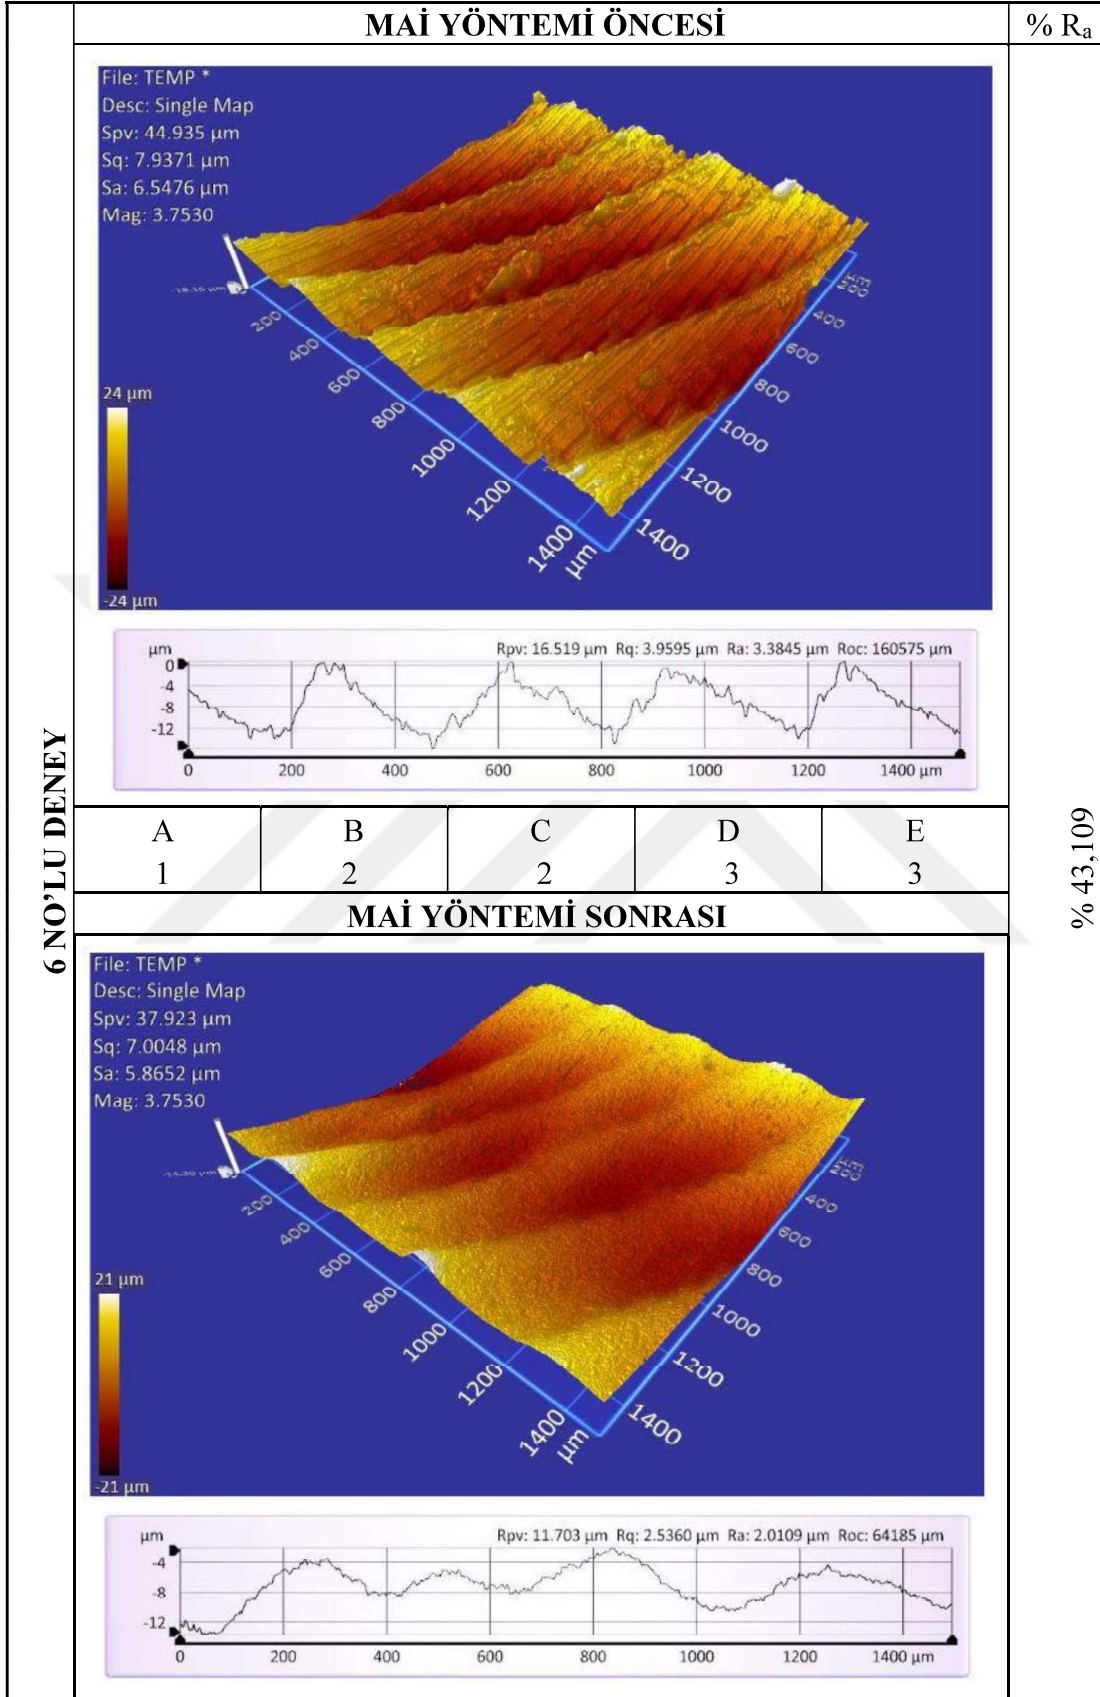 MAİ YÖNTEMİ ÖNCESİ
% Ra
6 NO'LU DENEY
File: TEMP *
Desc: Single Map
Spv: 44.935 µm
Sq: 7.9371 µm
Sa: 6.5476 µm
Mag: 3.7530
200
400
600
800
1000
1200
1400
µm
µm
200
400
600
800
1000
1200
1400
24 µm
-24 µm
µm
Rpv: 16.519 µm Rq: 3.9595 µm Ra: 3.3845 µm Roc: 160575 µm
0
-4
-8
-12
0 200 400 600 800 1000 1200 1400 µm
A B C D E
1 2 2 3 3
% 43,109
MAİ YÖNTEMİ SONRASI
File: TEMP *
Desc: Single Map
Spv: 37.923 µm
Sq: 7.0048 µm
Sa: 5.8652 µm
Mag: 3.7530
200
400
600
800
1000
1200
1400
µm
µm
200
400
600
800
1000
1200
1400
21 µm
-21 µm
µm
Rpv: 11.703 µm Rq: 2.5360 µm Ra: 2.0109 µm Roc: 64185 µm
-4
-8
-12
0 200 400 600 800 1000 1200 1400 µm